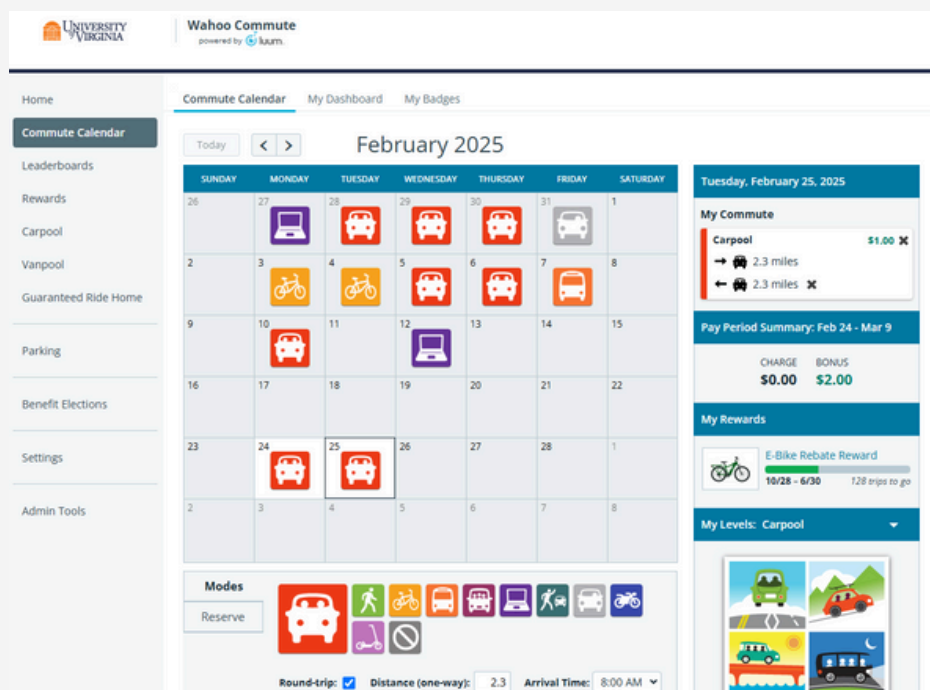 UNIVERSITY
of VIRGINIA
Wahoo Commute
powered by luum.
Home
Commute Calendar
Leaderboards
Rewards
Carpool
Vanpool
Guaranteed Ride Home
Parking
Benefit Elections
Settings
Admin Tools
Commute Calendar My Dashboard My Badges
Today < > February 2025
SUNDAY MONDAY TUESDAY WEDNESDAY THURSDAY FRIDAY SATURDAY
26 27 28 29 30 31 1
2 3 4 5 6 7 8
9 10 11 12 13 14 15
16 17 18 19 20 21 22
23 24 25 26 27 28 1
2 3 4 5 6 7 8
Modes
Reserve
Round-trip: Distance (one-way): 2.3 Arrival Time: 8:00 AM
Tuesday, February 25, 2025
My Commute
Carpool $1.00
2.3 miles
2.3 miles
Pay Period Summary: Feb 24 - Mar 9
CHARGE BONUS
$0.00 $2.00
My Rewards
E-Bike Rebate Reward
10/28 – 6/30 128 trips to go
My Levels: Carpool